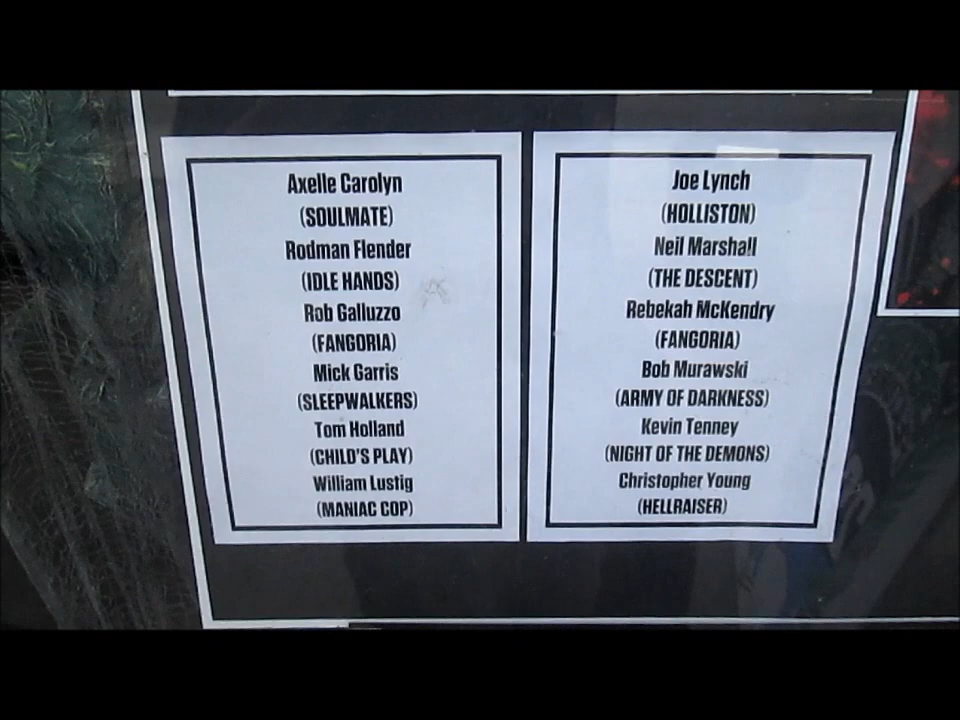 Axelle Carolyn
(SOULMATE)
Rodman Flender
(IDLE HANDS)
Rob Galluzzo
(FANGORIA)
Mick Garris
(SLEEPWALKERS)
Tom Holland
(CHILD'S PLAY)
William Lustig
(MANIAC COP)
Joe Lynch
(HOLLISTON)
Neil Marshall
(THE DESCENT)
Rebekah McKendry
(FANGORIA)
Bob Murawski
(ARMY OF DARKNESS)
Kevin Tenney
(NIGHT OF THE DEMONS)
Christopher Young
(HELLRAISER)